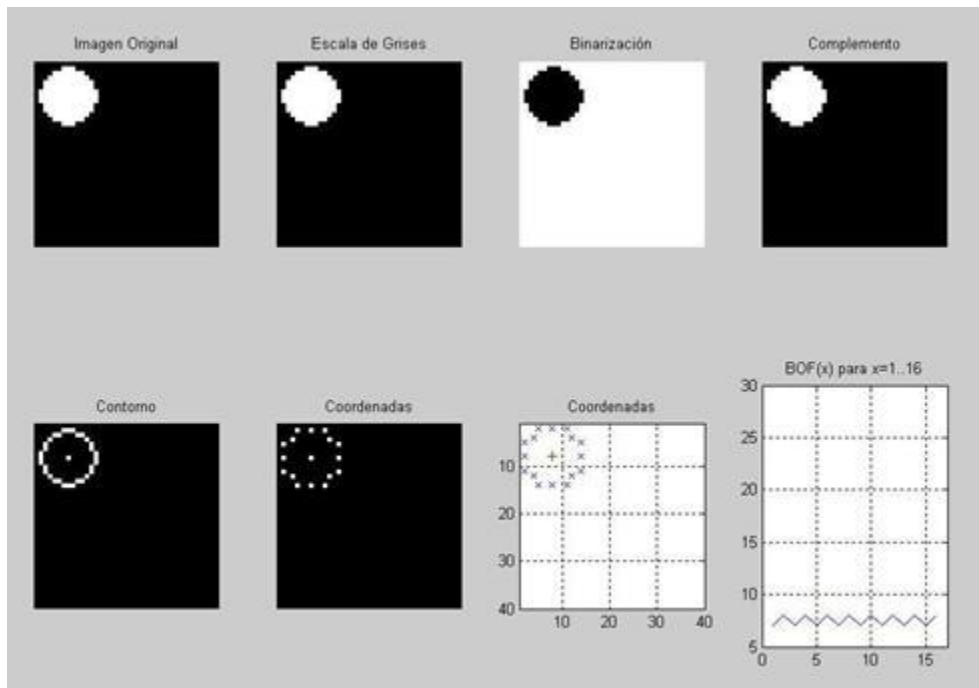 Imagen Original
Escala de Grises
Binarización
Complemento
Contorno
Coordenadas
Coordenadas
10
20
30
40
10 20 30 40
BOF(x) para x=1..16
30
25
20
15
10
5
0 5 10 15